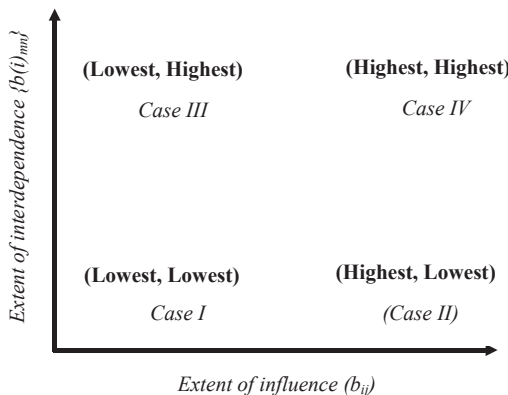 Extent of interdependence {b(i)mn}
(Lowest, Highest)
Case III
(Highest, Highest)
Case IV
(Lowest, Lowest)
Case I
(Highest, Lowest)
(Case II)
Extent of influence (bij)